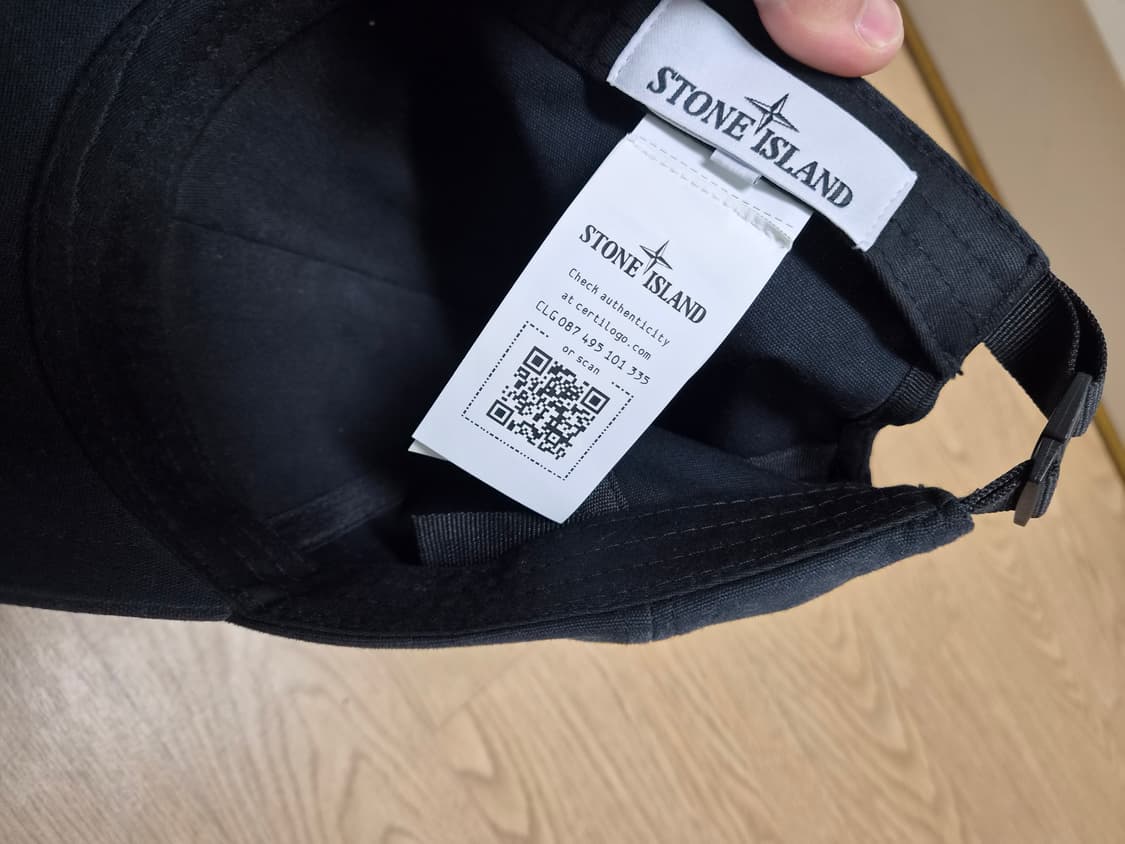 STONE ISLAND
STONE ISLAND
Check authenticity
at certilogo.com
CLG 087 495 101 335
or scan